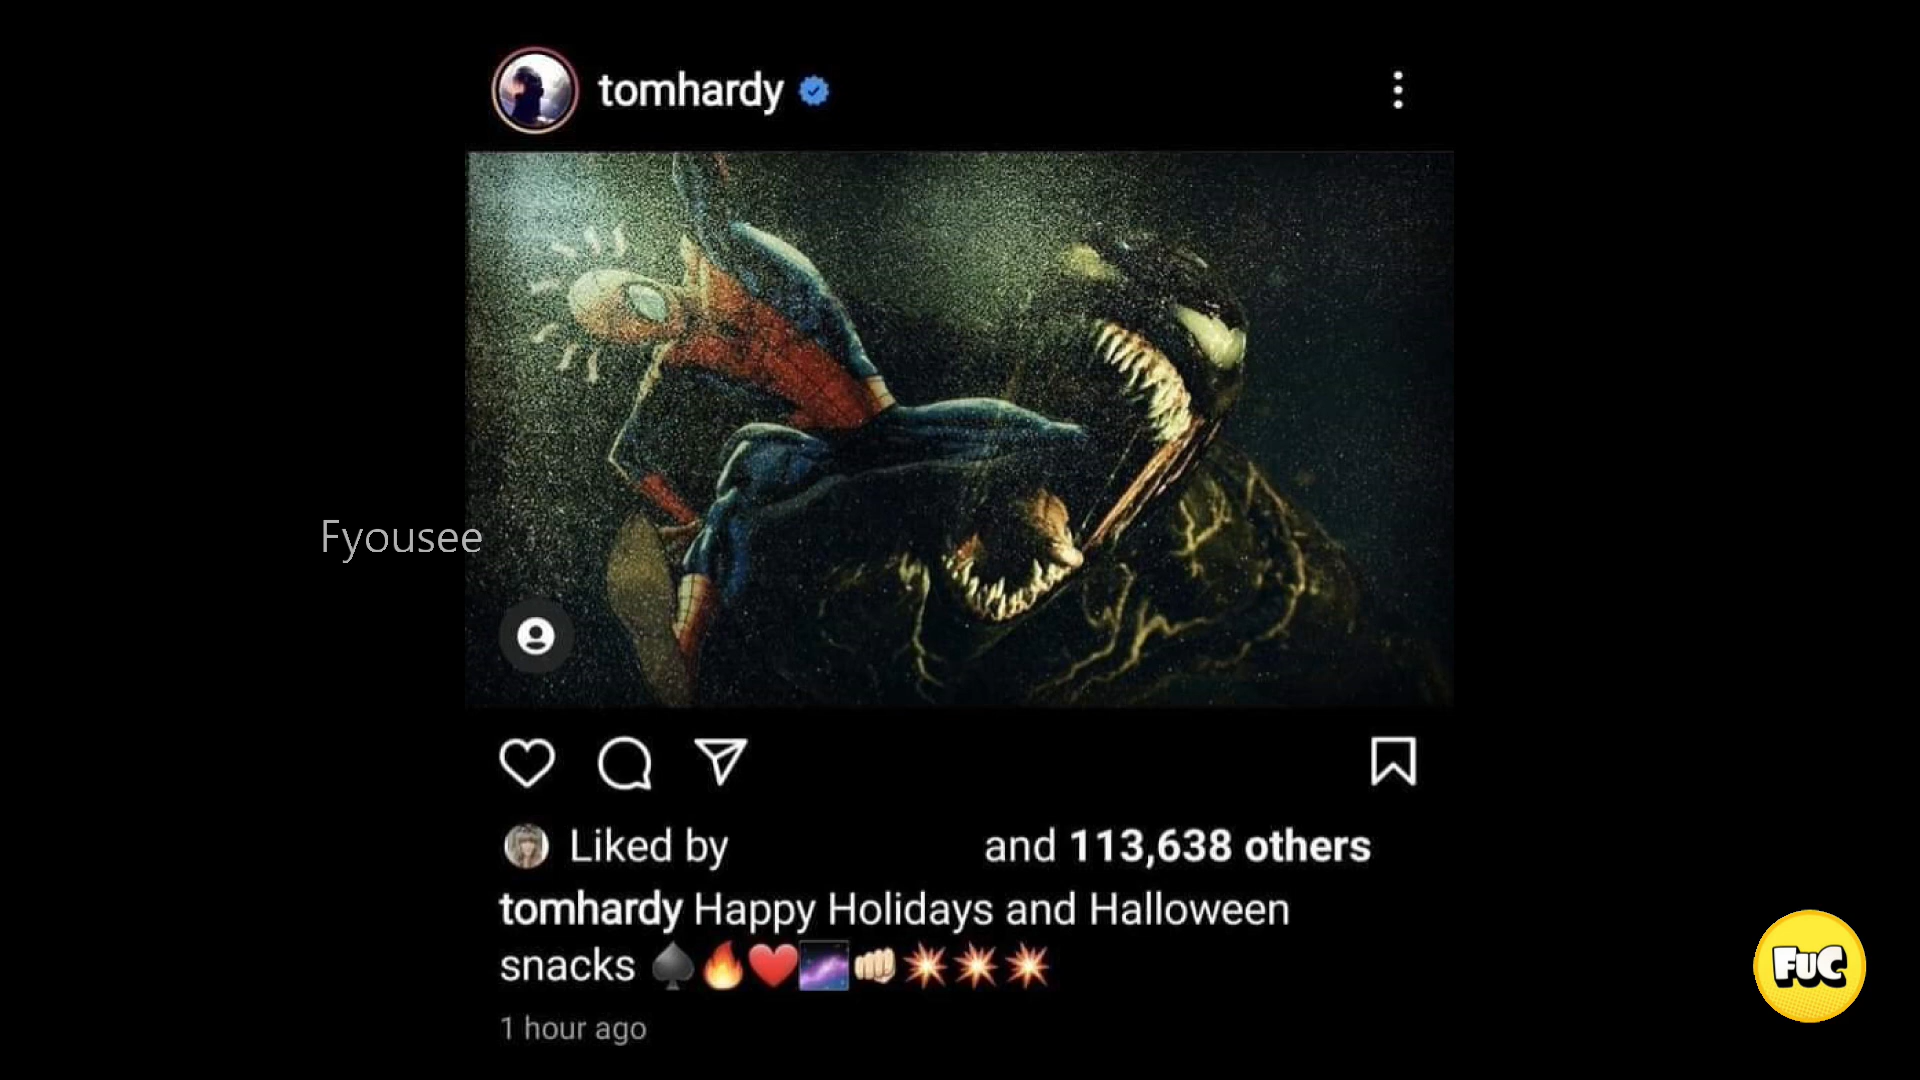 tomhardy
Fyousee
Liked by and 113,638 others
tomhardy Happy Holidays and Halloween
snacks ♠️🔥❤️🌌👊🏻💥💥💥
1 hour ago
FUC